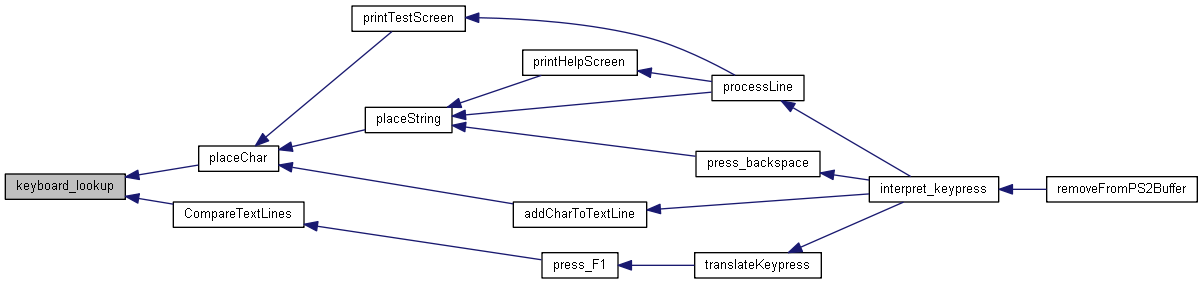 printTestScreen
printHelpScreen
processLine
placeString
placeChar
press_backspace
keyboard_lookup
interpret_keypress
removeFromPS2Buffer
CompareTextLines
addCharToTextLine
press_F1
translateKeypress